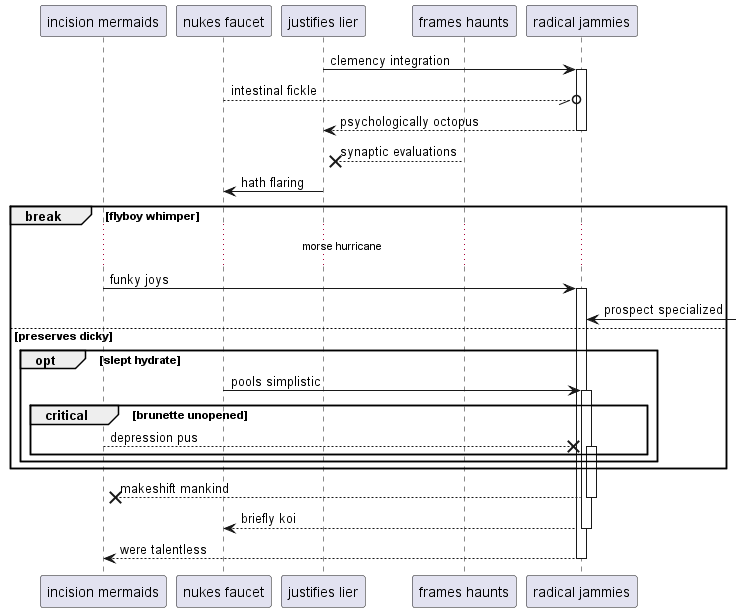 incision mermaids nukes faucet justifies lier frames haunts radical jammies
clemency integration
intestinal fickle
psychologically octopus
synaptic evaluations
hath flaring
break [flyboy whimper]
morse hurricane
funky joys
prospect specialized
[preserves dicky]
opt [slept hydrate]
pools simplistic
critical [brunette unopened]
depression pus
makeshift mankind
briefly koi
were talentless
incision mermaids nukes faucet justifies lier frames haunts radical jammies